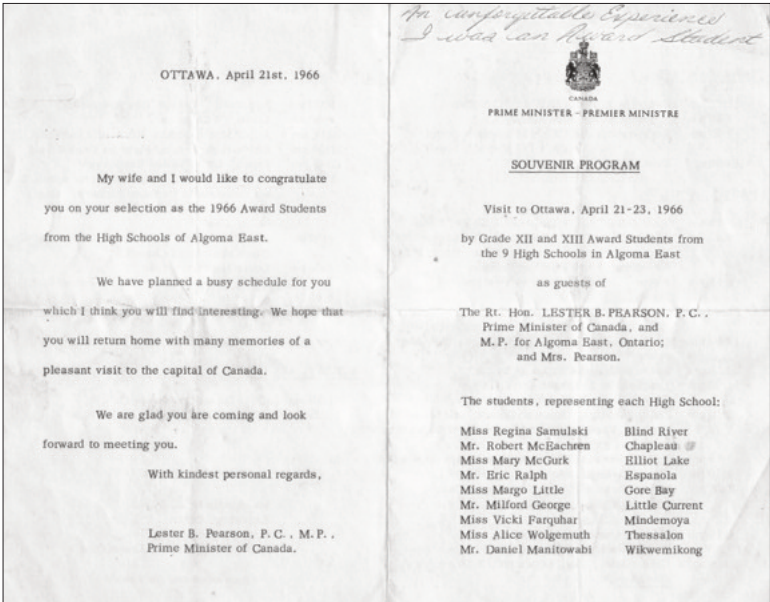 OTTAWA, April 21st, 1966
My wife and I would like to congratulate
you on your selection as the 1966 Award Students
from the High Schools of Algoma East.
We have planned a busy schedule for you
which I think you will find interesting. We hope that
you will return home with many memories of a
pleasant visit to the capital of Canada.
We are glad you are coming and look
forward to meeting you.
With kindest personal regards,
Lester B. Pearson, P.C., M.P.,
Prime Minister of Canada.
An unforgettable Experience
I was an Award Student
CANADA
PRIME MINISTER - PREMIER MINISTRE
SOUVENIR PROGRAM
Visit to Ottawa, April 21-23, 1966
by Grade XII and XIII Award Students from
the 9 High Schools in Algoma East
as guests of
The Rt. Hon. LESTER B. PEARSON, P.C.,
Prime Minister of Canada, and
M.P. for Algoma East, Ontario;
and Mrs. Pearson.
The students, representing each High School:
Miss Regina Samulski Blind River
Mr. Robert McEachren Chapleau
Miss Mary McGurk Elliot Lake
Mr. Eric Ralph Espanola
Miss Margo Little Gore Bay
Mr. Milford George Little Current
Miss Vicki Farquhar Mindemoya
Miss Alice Wolgemuth Thessalon
Mr. Daniel Manitowabi Wikwemikong